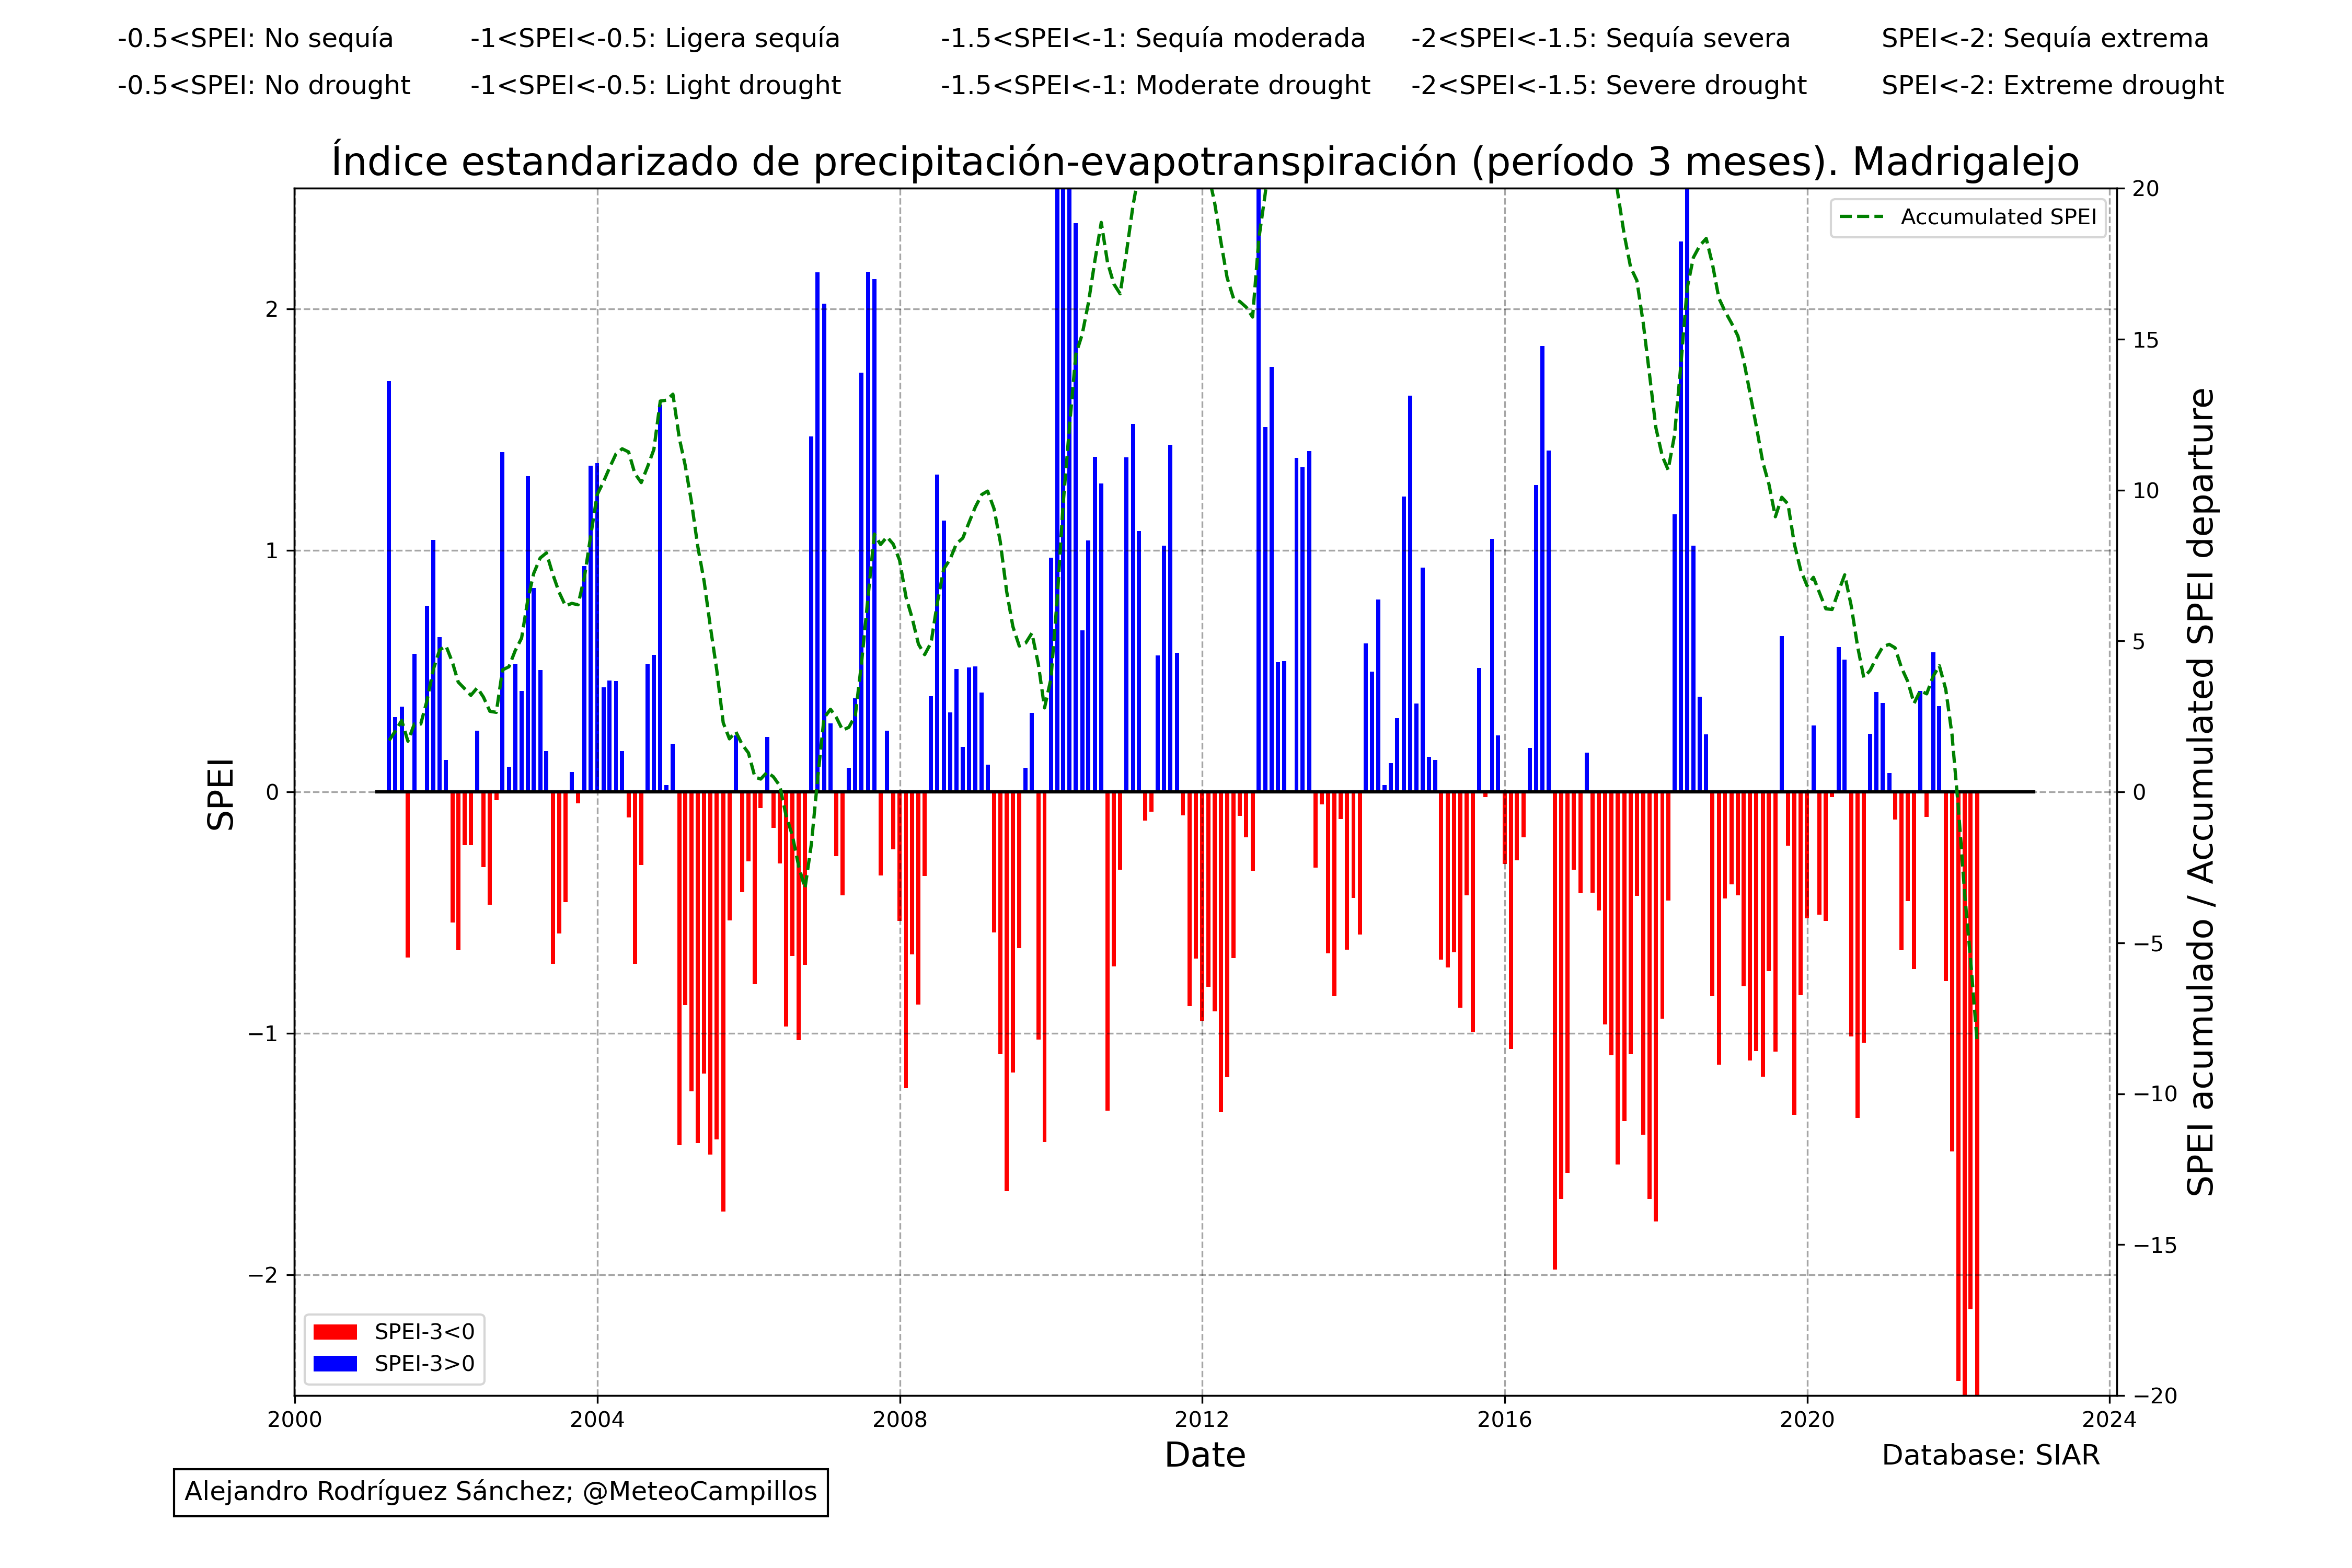 -0.5<SPEI: No sequía -1<SPEI<-0.5: Ligera sequía -1.5<SPEI<-1: Sequía moderada -2<SPEI<-1.5: Sequía severa SPEI<-2: Sequía extrema
-0.5<SPEI: No drought -1<SPEI<-0.5: Light drought -1.5<SPEI<-1: Moderate drought -2<SPEI<-1.5: Severe drought SPEI<-2: Extreme drought
Índice estandarizado de precipitación-evapotranspiración (período 3 meses). Madrigalejo
Accumulated SPEI
SPEI
2
1
0
−1
−2
20
15
10
5
0
−5
−10
−15
−20
SPEI acumulado / Accumulated SPEI departure
SPEI-3<0
SPEI-3>0
2000 2004 2008 2012 2016 2020 2024
Date
Database: SIAR
Alejandro Rodríguez Sánchez; @MeteoCampillos